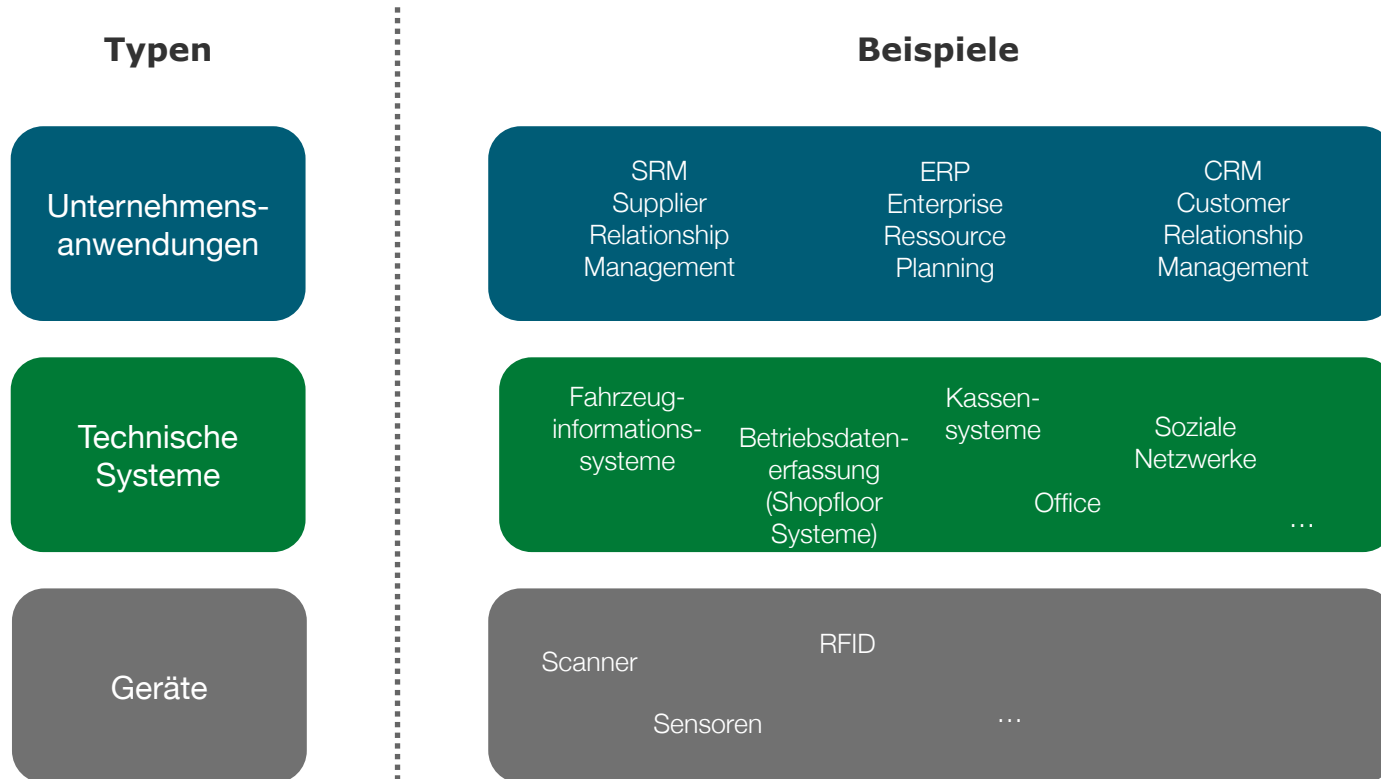 Typen
Beispiele
Unternehmens-
anwendungen
SRM
Supplier
Relationship
Management
ERP
Enterprise
Ressource
Planning
CRM
Customer
Relationship
Management
Technische
Systeme
Fahrzeug-
informations-
systeme
Betriebsdaten-
erfassung
(Shopfloor
Systeme)
Kassen-
systeme
Office
Soziale
Netzwerke
...
Geräte
Scanner
RFID
Sensoren
...